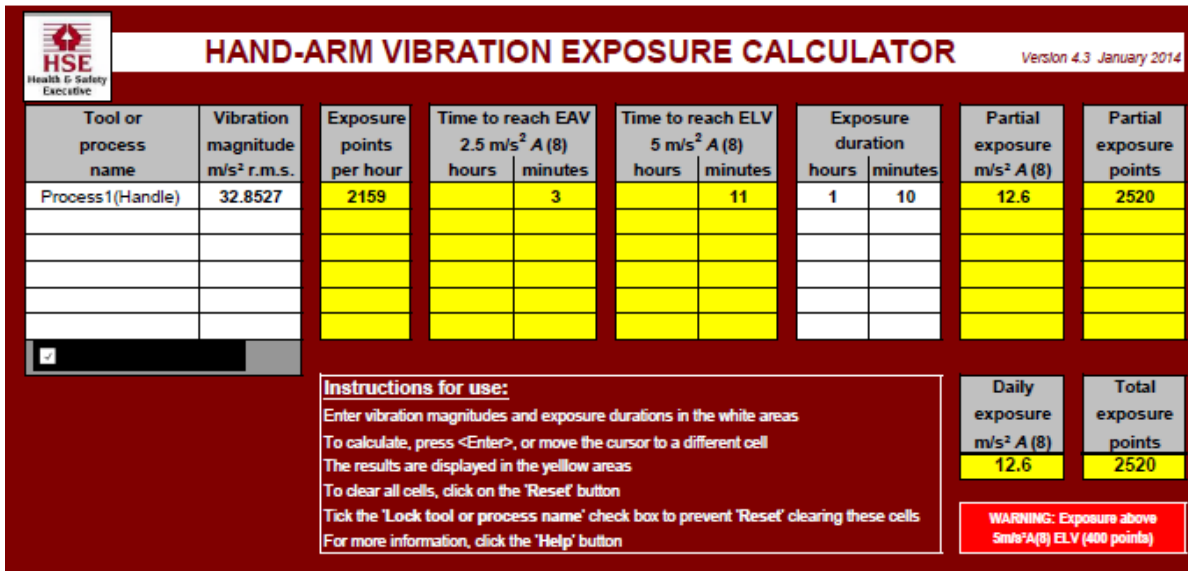 HSE
Health & Safety
Executive
HAND-ARM VIBRATION EXPOSURE CALCULATOR
Version 4.3 January 2014
Tool or process name
Vibration magnitude m/s² r.m.s.
Exposure points per hour
Time to reach EAV 2.5 m/s² A(8)
hours minutes
Time to reach ELV 5 m/s² A(8)
hours minutes
Exposure duration
hours minutes
Partial exposure m/s² A(8)
Partial exposure points
Process1(Handle) 32.8527 2159 3 11 1 10 12.6 2520
Instructions for use:
Enter vibration magnitudes and exposure durations in the white areas
To calculate, press <Enter>, or move the cursor to a different cell
The results are displayed in the yelllow areas
To clear all cells, click on the 'Reset' button
Tick the 'Lock tool or process name' check box to prevent 'Reset' clearing these cells
For more information, click the 'Help' button
Daily exposure m/s² A(8)
12.6
Total exposure points
2520
WARNING: Exposure above
5m/s²A(8) ELV (400 points)